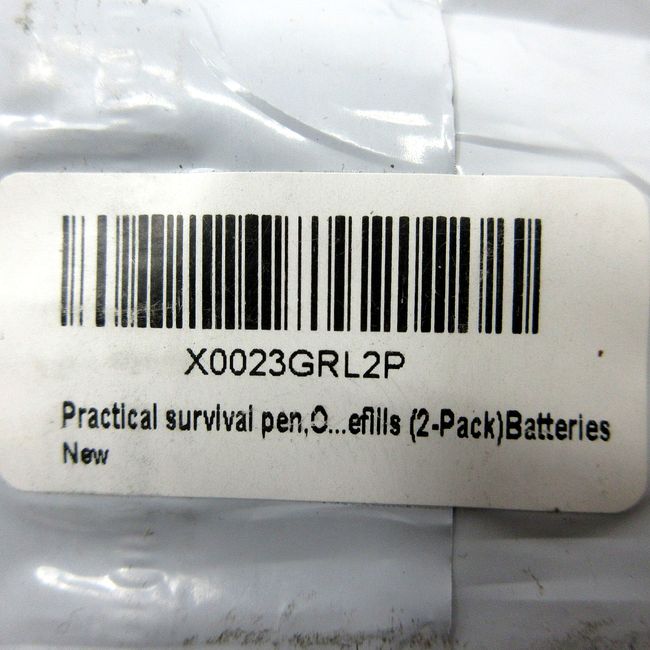 X0023GRL2P
Practical survival pen,O...efills (2-Pack)Batteries
New